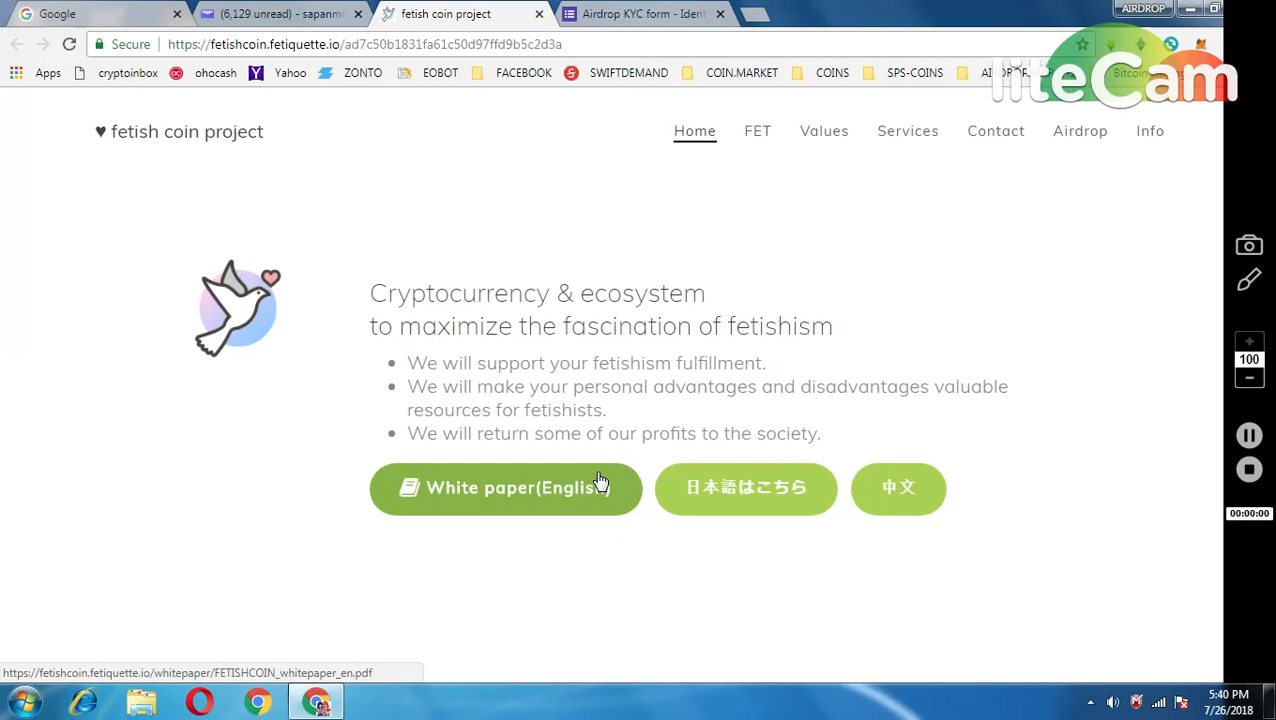 Google
(6,129 unread) - sapanmo
fetish coin project
Airdrop KYC form - Ident
AIRDROP
Secure
https://fetishcoin.fetiquette.io/ad7c50b1831fa61c50d97ffd9b5c2d3a
Apps
cryptoinbox
ohocash
Yahoo
EOBOT
FACEBOOK
SWIFTDEMAND
COIN.MARKET
COINS
SPS-COINS
liteCam
♥ fetish coin project
Home
FET
Values
Services
Contact
Airdrop
Info
Cryptocurrency & ecosystem
to maximize the fascination of fetishism
We will support your fetishism fulfillment.
We will make your personal advantages and disadvantages valuable
resources for fetishists.
We will return some of our profits to the society.
White paper(Englis
日本語はこちら
中文
100
00:00:00
https://fetishcoin.fetiquette.io/whitepaper/FETISHCOIN_whitepaper_en.pdf
5:40 PM
7/26/2018